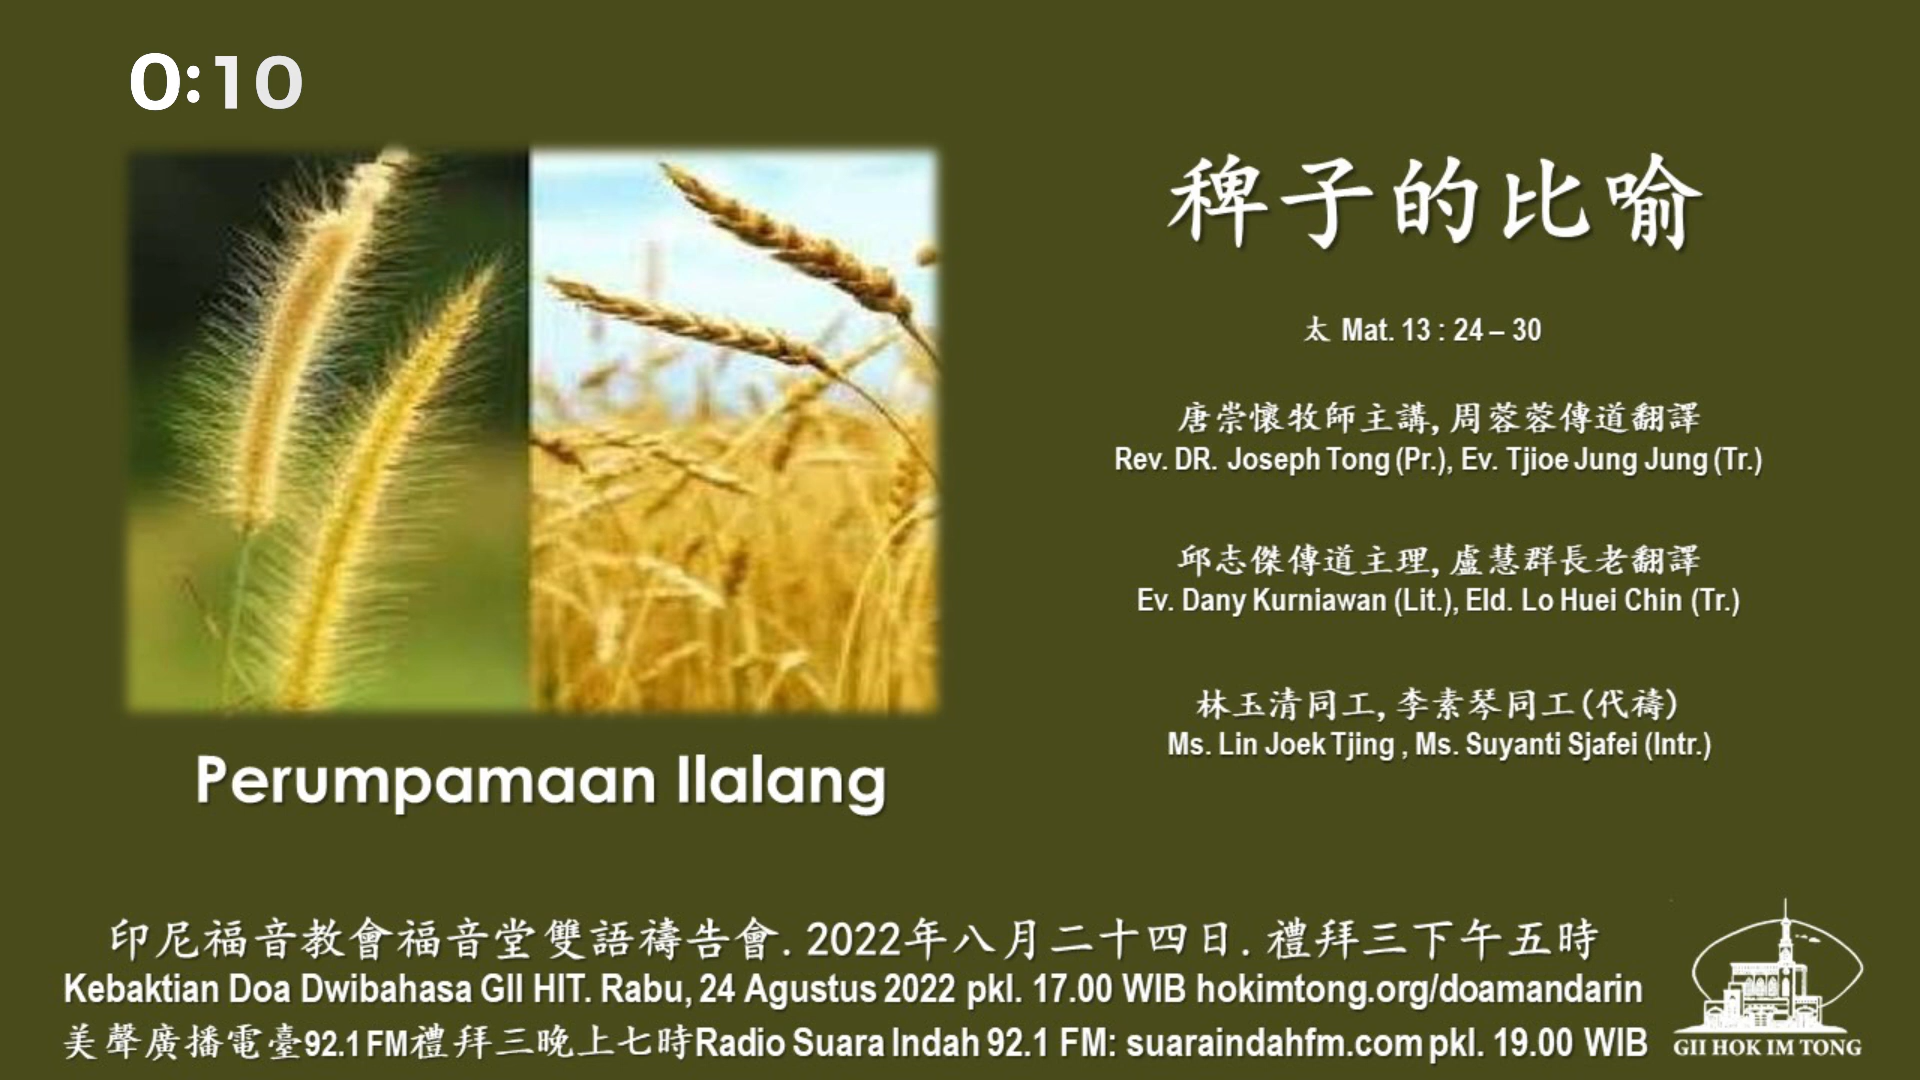 0:10
稗子的比喻
太 Mat. 13 : 24 – 30
唐崇懷牧師主講, 周蓉蓉傳道翻譯
Rev. DR. Joseph Tong (Pr.), Ev. Tjioe Jung Jung (Tr.)
邱志傑傳道主理, 盧慧群長老翻譯
Ev. Dany Kurniawan (Lit.), Eld. Lo Huei Chin (Tr.)
林玉清同工, 李素琴同工(代禱)
Ms. Lin Joek Tjing , Ms. Suyanti Sjafei (Intr.)
Perumpamaan Ilalang
印尼福音教會福音堂雙語禱告會. 2022年八月二十四日. 禮拜三下午五時
Kebaktian Doa Dwibahasa GII HIT. Rabu, 24 Agustus 2022 pkl. 17.00 WIB hokimtong.org/doamandarin
美聲廣播電臺92.1 FM禮拜三晚上七時Radio Suara Indah 92.1 FM: suaraindahfm.com pkl. 19.00 WIB
GII HOK IM TONG